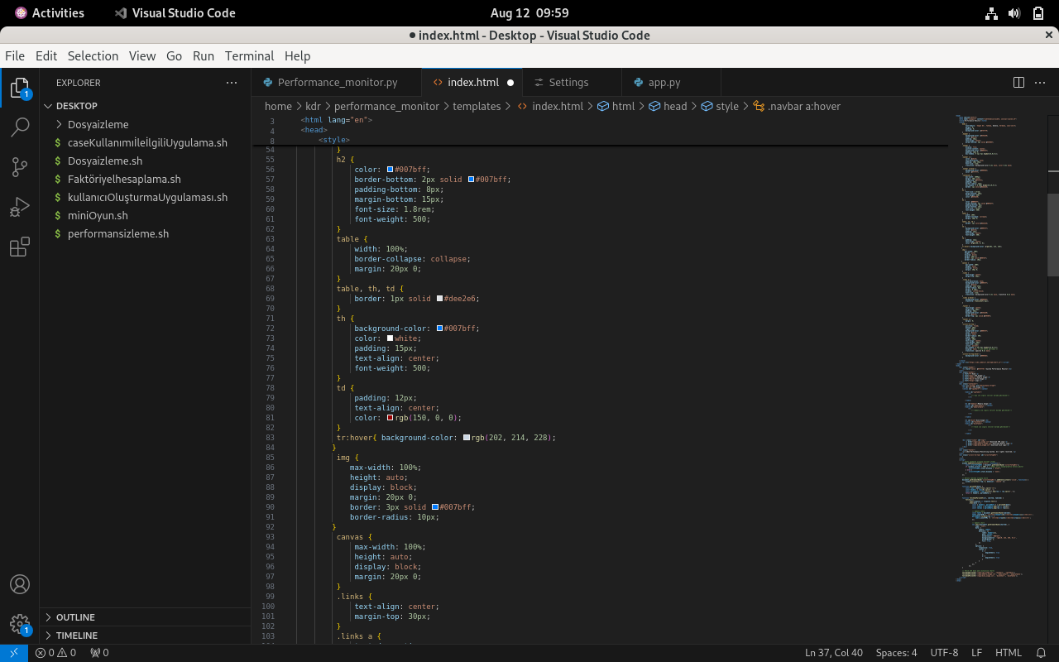 Activities Visual Studio Code Aug 12 09:59
● index.html - Desktop - Visual Studio Code ×
File Edit Selection View Go Run Terminal Help
EXPLORER ··· Performance_monitor.py index.html ● Settings app.py ···
DESKTOP
home > kdr > performance_monitor > templates > index.html > html > head > style > .navbar a:hover
Dosyaizleme
caseKullanımıİleİlgiliUygulama.sh
Dosyaizleme.sh
Faktöriyelhesaplama.sh
kullanıcıOluşturmaUygulaması.sh
miniOyun.sh
performansizleme.sh
OUTLINE
TIMELINE
1
1
3 <html lang="en">
4 <head>
8 <style>
54 }
55 h2 {
56 color: #007bff;
57 border-bottom: 2px solid #007bff;
58 padding-bottom: 8px;
59 margin-bottom: 15px;
60 font-size: 1.8rem;
61 font-weight: 500;
62 }
63 table {
64 width: 100%;
65 border-collapse: collapse;
66 margin: 20px 0;
67 }
68 table, th, td {
69 border: 1px solid #dee2e6;
70 }
71 th {
72 background-color: #007bff;
73 color: white;
74 padding: 15px;
75 text-align: center;
76 font-weight: 500;
77 }
78 td {
79 padding: 12px;
80 text-align: center;
81 color: rgb(150, 0, 0);
82 }
83 tr:hover{ background-color: rgb(202, 214, 228);
84 }
85 img {
86 max-width: 100%;
87 height: auto;
88 display: block;
89 margin: 20px 0;
90 border: 3px solid #007bff;
91 border-radius: 10px;
92 }
93 canvas {
94 max-width: 100%;
95 height: auto;
96 display: block;
97 margin: 20px 0;
98 }
99 .links {
100 text-align: center;
101 margin-top: 30px;
102 }
103 .links a {
0 0 0 Ln 37, Col 40 Spaces: 4 UTF-8 LF HTML